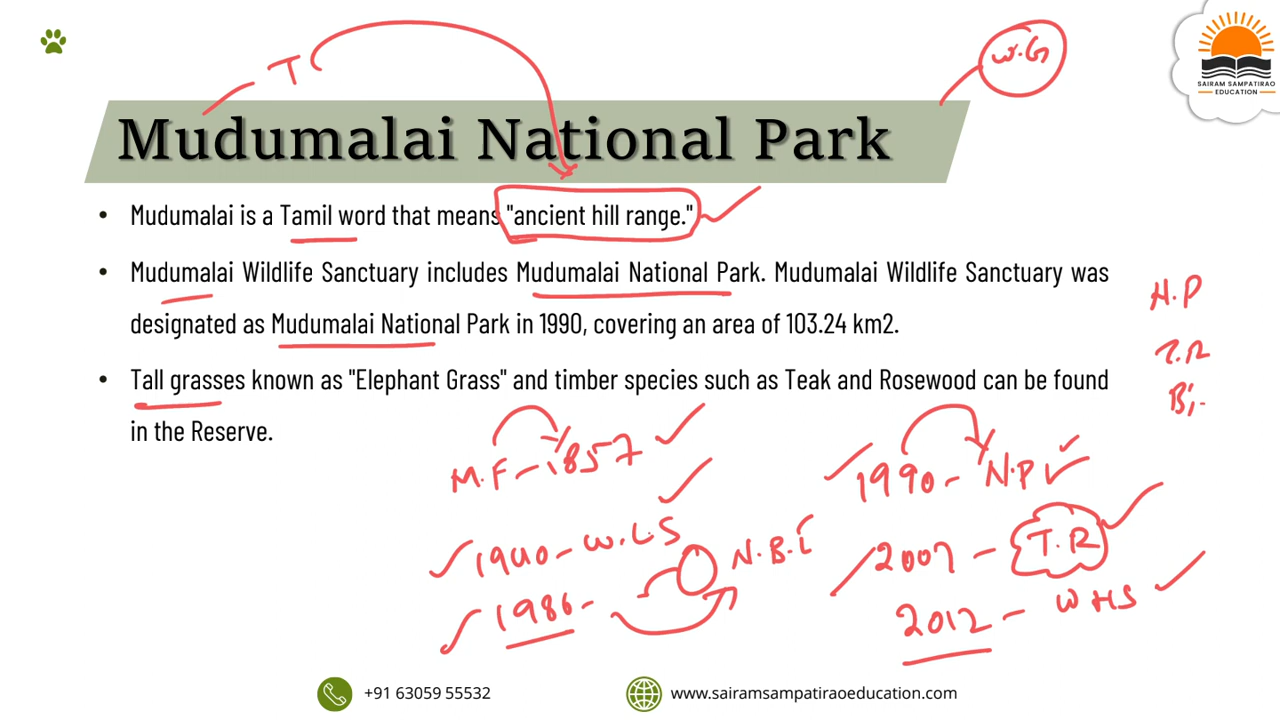 T
W.G
SAIRAM SAMPATIRAO
EDUCATION
Mudumalai National Park
• Mudumalai is a Tamil word that means "ancient hill range."
• Mudumalai Wildlife Sanctuary includes Mudumalai National Park. Mudumalai Wildlife Sanctuary was
designated as Mudumalai National Park in 1990, covering an area of 103.24 km2.
• Tall grasses known as "Elephant Grass" and timber species such as Teak and Rosewood can be found
in the Reserve.
N.P
T.R
M.F - 1857
1940 - W.L.S
1986 - N.B.
1990 - N.P
2007 - T.R
2012 - WHS
+91 63059 55532
www.sairamsampatiraoeducation.com